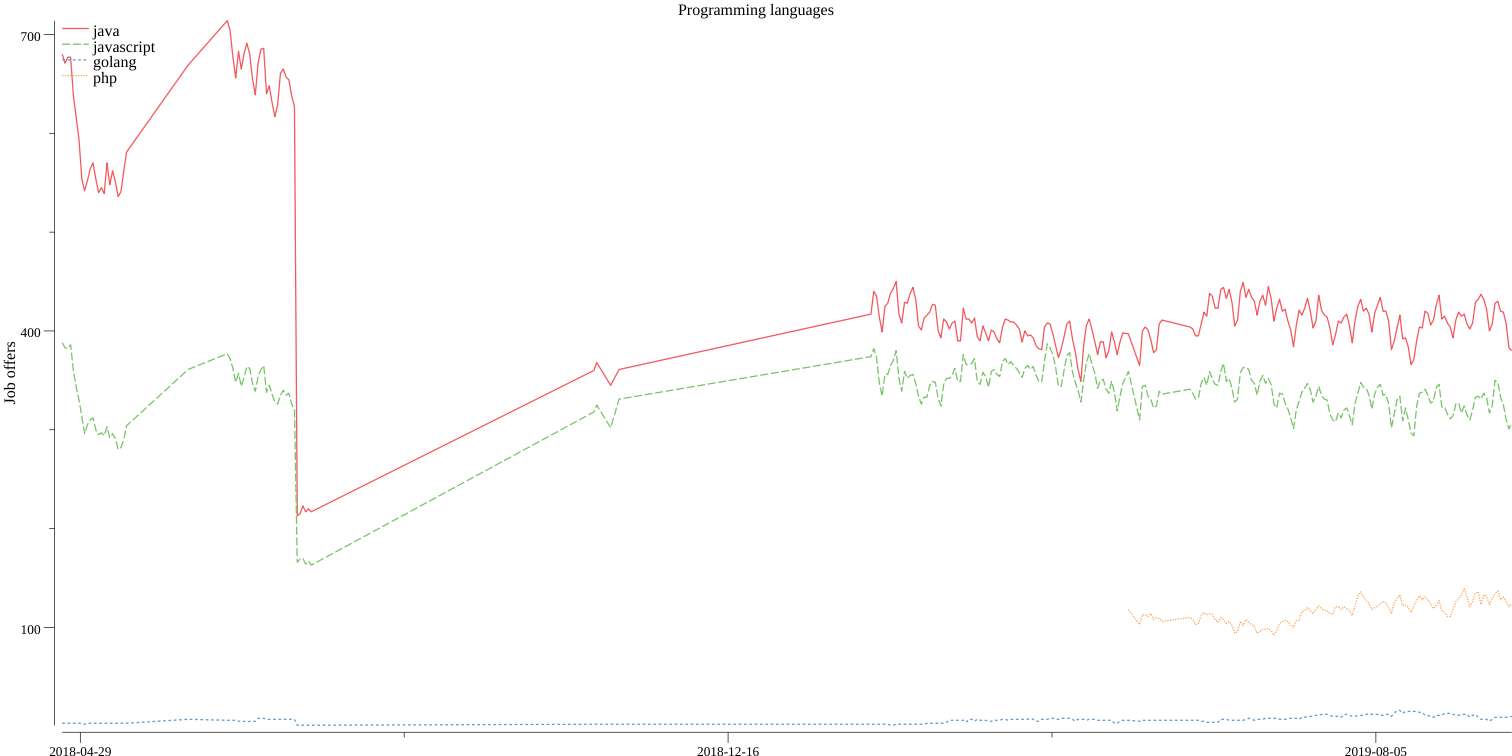 Programming languages
java
javascript
golang
php
700
400
100
Job offers
2018-04-29
2018-12-16
2019-08-05